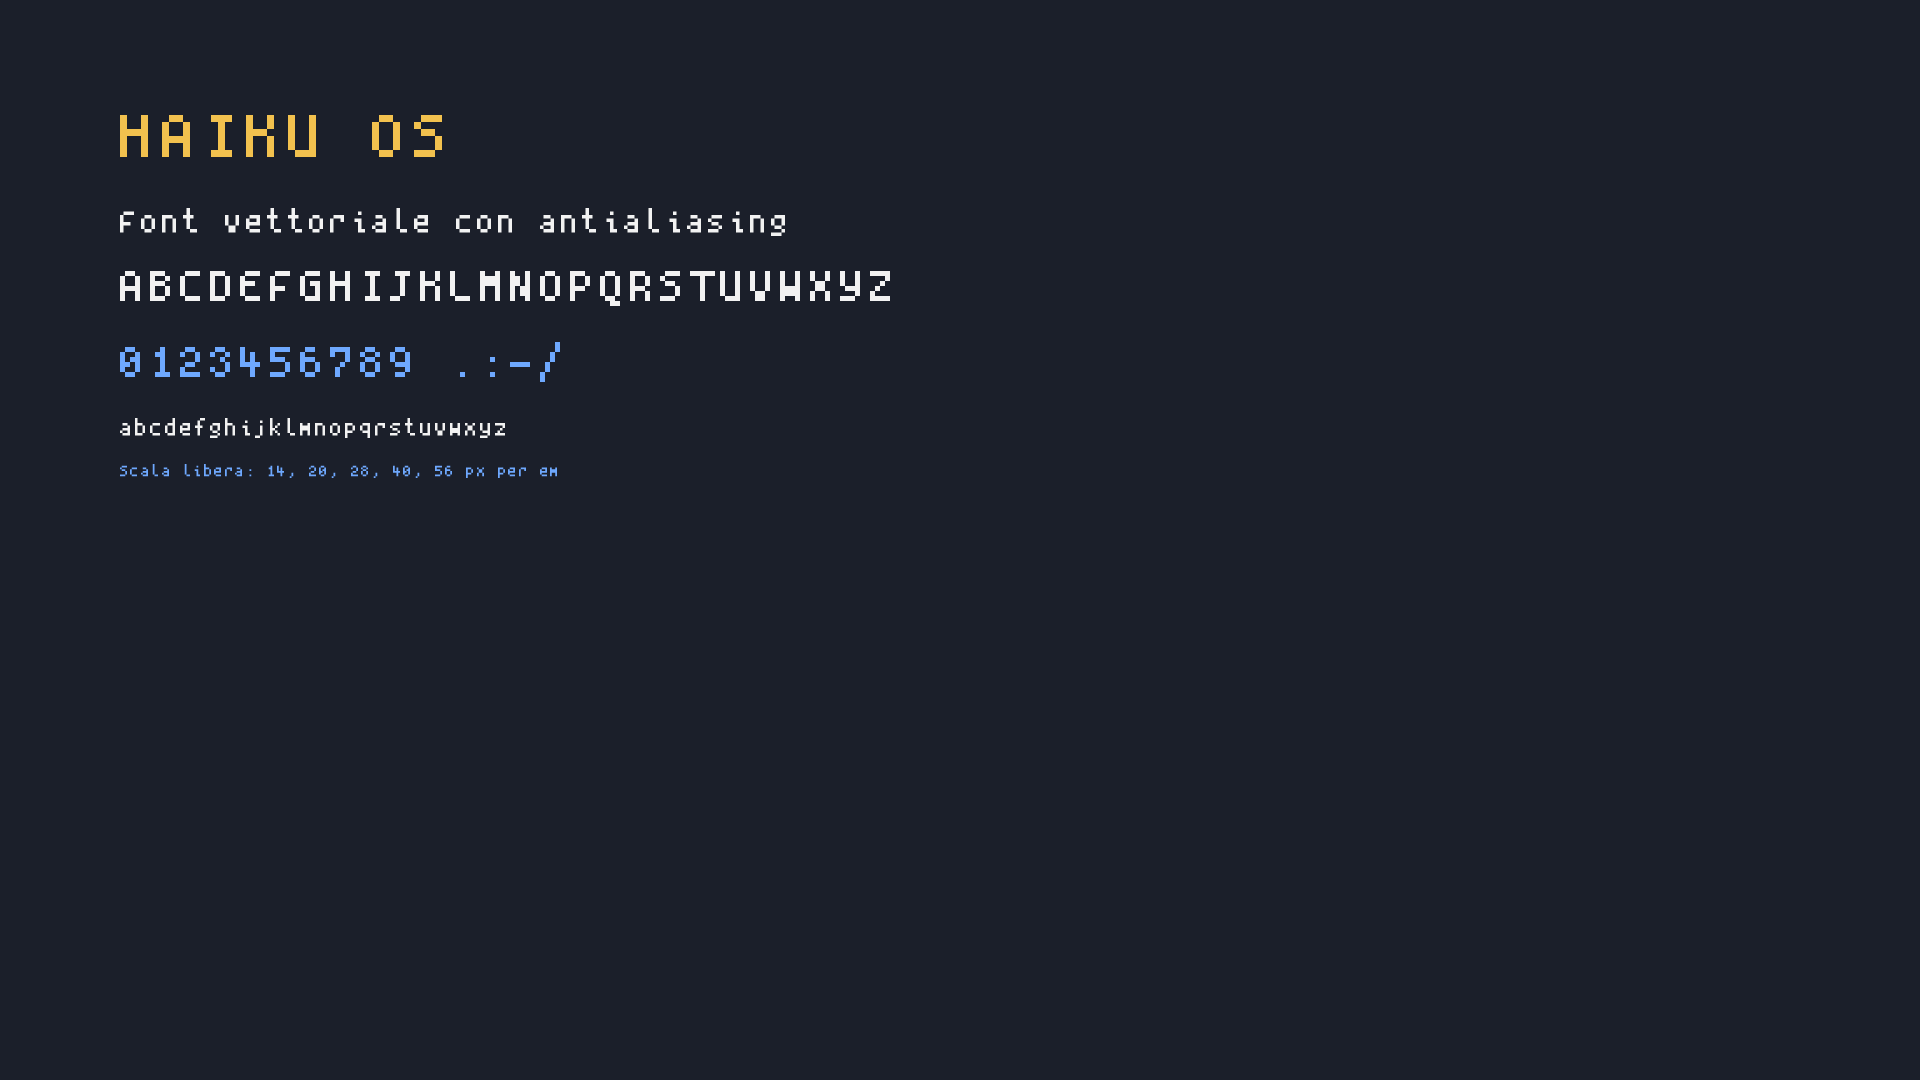 HAIKU OS
Font vettoriale con antialiasing
ABCDEFGHIJKLMNOPQRSTUVWXYZ
0123456789 .:-/
abcdefghijklmnopqrstuvwxyz
Scala libera: 14, 20, 28, 40, 56 px per em